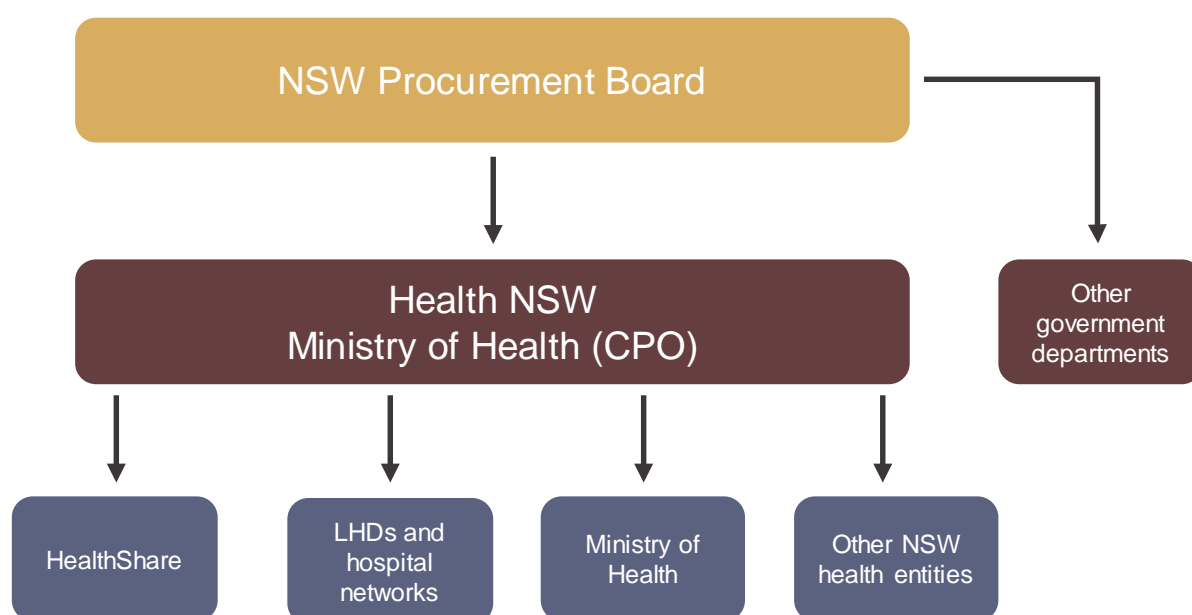 NSW Procurement Board
Health NSW
Ministry of Health (CPO)
Other
government
departments
HealthShare
LHDs and
hospital
networks
Ministry of
Health
Other NSW
health entities